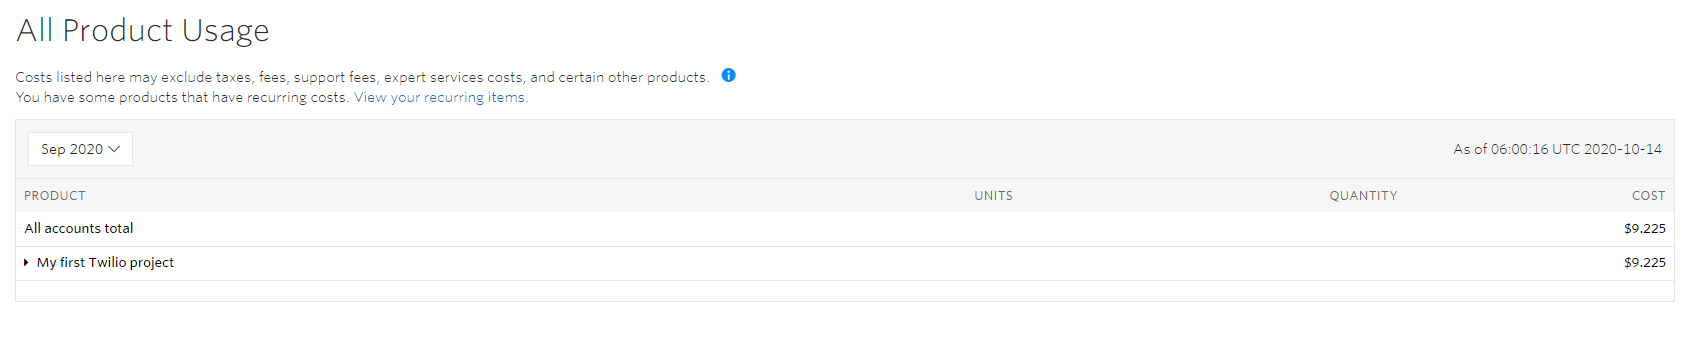 All Product Usage
Costs listed here may exclude taxes, fees, support fees, expert services costs, and certain other products.
You have some products that have recurring costs. View your recurring items.
Sep 2020
As of 06:00:16 UTC 2020-10-14
PRODUCT UNITS QUANTITY COST
All accounts total $9.225
My first Twilio project $9.225